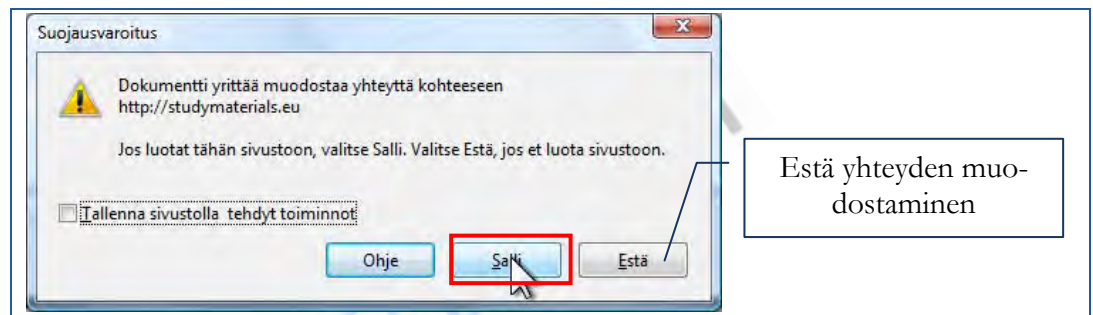 Suojausvaroitus
Dokumentti yrittää muodostaa yhteyttä kohteeseen
http://studymaterials.eu
Jos luotat tähän sivustoon, valitse Salli. Valitse Estä, jos et luota sivustoon.
Tallenna sivustolla tehdyt toiminnot
Ohje
Salli
Estä
Estä yhteyden muo-
dostaminen